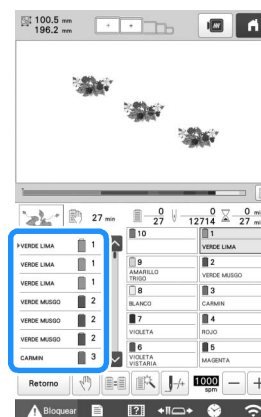 100.5 mm
196.2 mm
27 min
0
27
0
12714
0 mi
27 min
VERDE LIMA 1
VERDE LIMA 1
VERDE LIMA 1
VERDE MUSGO 2
VERDE MUSGO 2
VERDE MUSGO 2
CARMIN 3
10
1
VERDE LIMA
9
AMARILLO TRIGO
2
VERDE MUSGO
8
BLANCO
3
CARMIN
7
VIOLETA
4
ROJO
6
VIOLETA VISTARIA
5
MAGENTA
Retorno
1000 spm
Bloquear